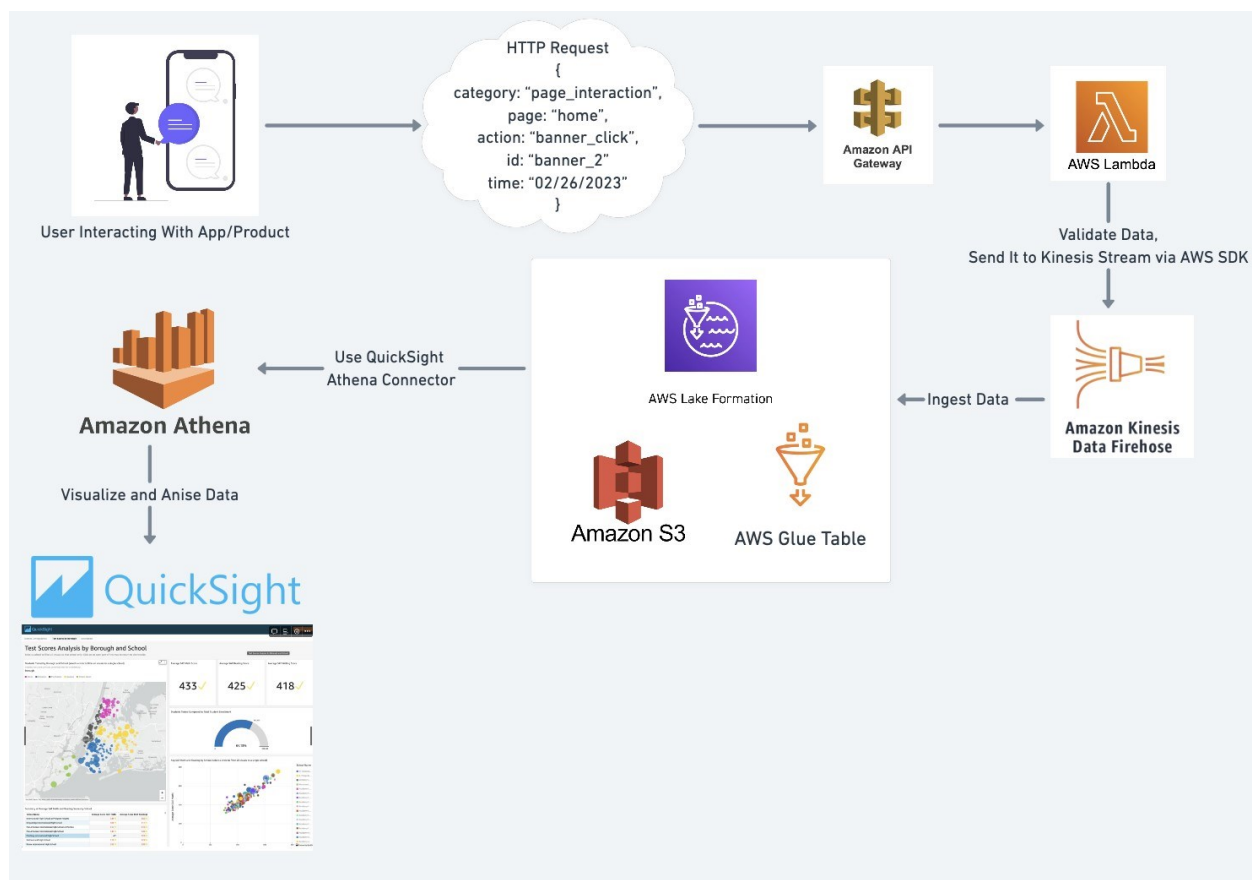 HTTP Request
{
category: “page_interaction”,
page: “home”,
action: “banner_click”,
id: “banner_2”
time: “02/26/2023”
}
User Interacting With App/Product
Amazon API
Gateway
AWS Lambda
Validate Data,
Send It to Kinesis Stream via AWS SDK
Amazon Kinesis
Data Firehose
Ingest Data
AWS Lake Formation
Amazon S3
AWS Glue Table
Use QuickSight
Athena Connector
Amazon Athena
Visualize and Anise Data
QuickSight
QuickSight
Test Scores Analysis by Borough and School
433
425
418